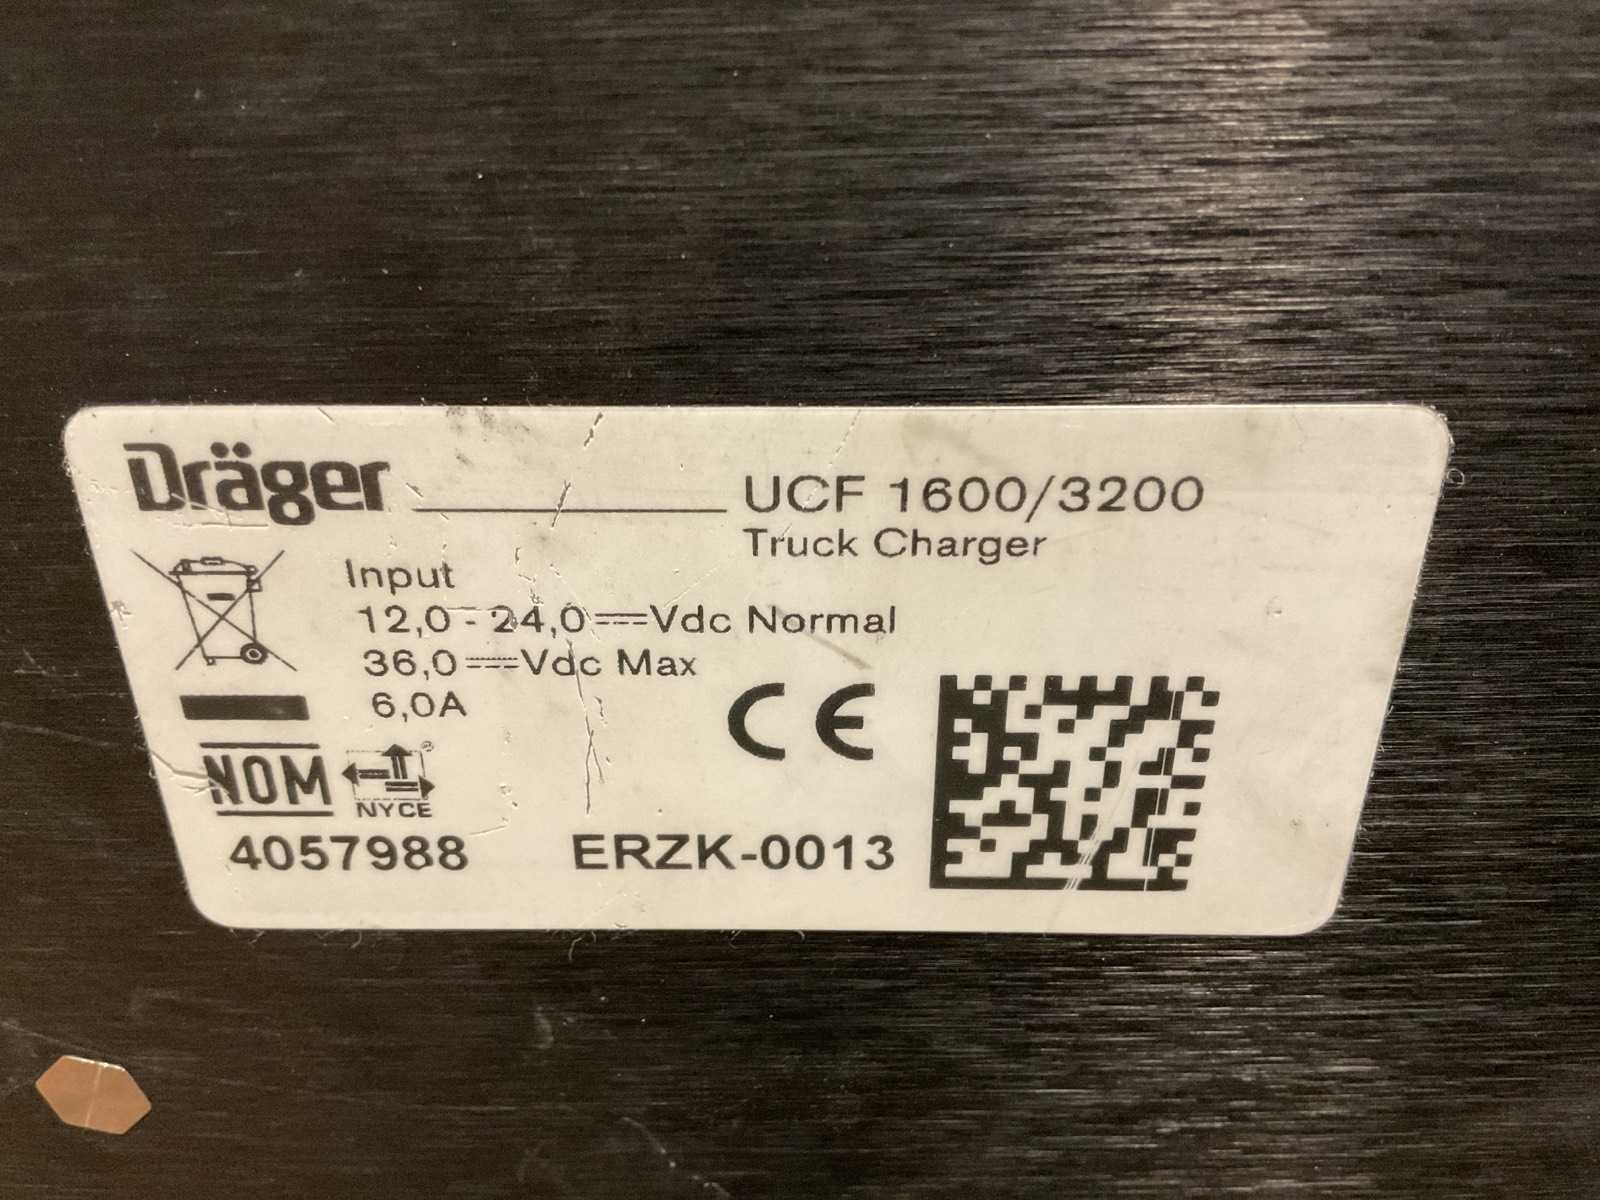 Dräger
UCF 1600/3200
Truck Charger
Input
12,0 - 24,0⎓Vdc Normal
36,0⎓Vdc Max
6,0A
CE
NOM
NYCE®
4057988
ERZK-0013